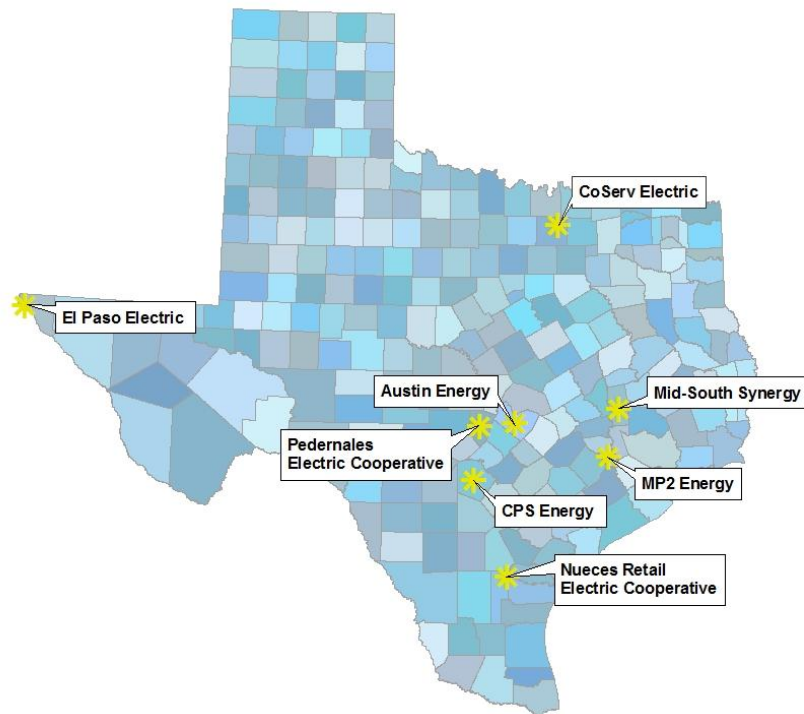 CoServ Electric
El Paso Electric
Austin Energy
Mid-South Synergy
Pedernales
Electric Cooperative
MP2 Energy
CPS Energy
Nueces Retail
Electric Cooperative